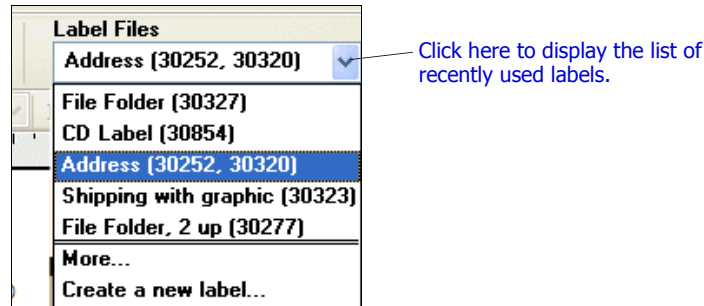 Label Files
Address (30252, 30320)
Click here to display the list of
recently used labels.
File Folder (30327)
CD Label (30854)
Address (30252, 30320)
Shipping with graphic (30323)
File Folder, 2 up (30277)
More...
Create a new label...